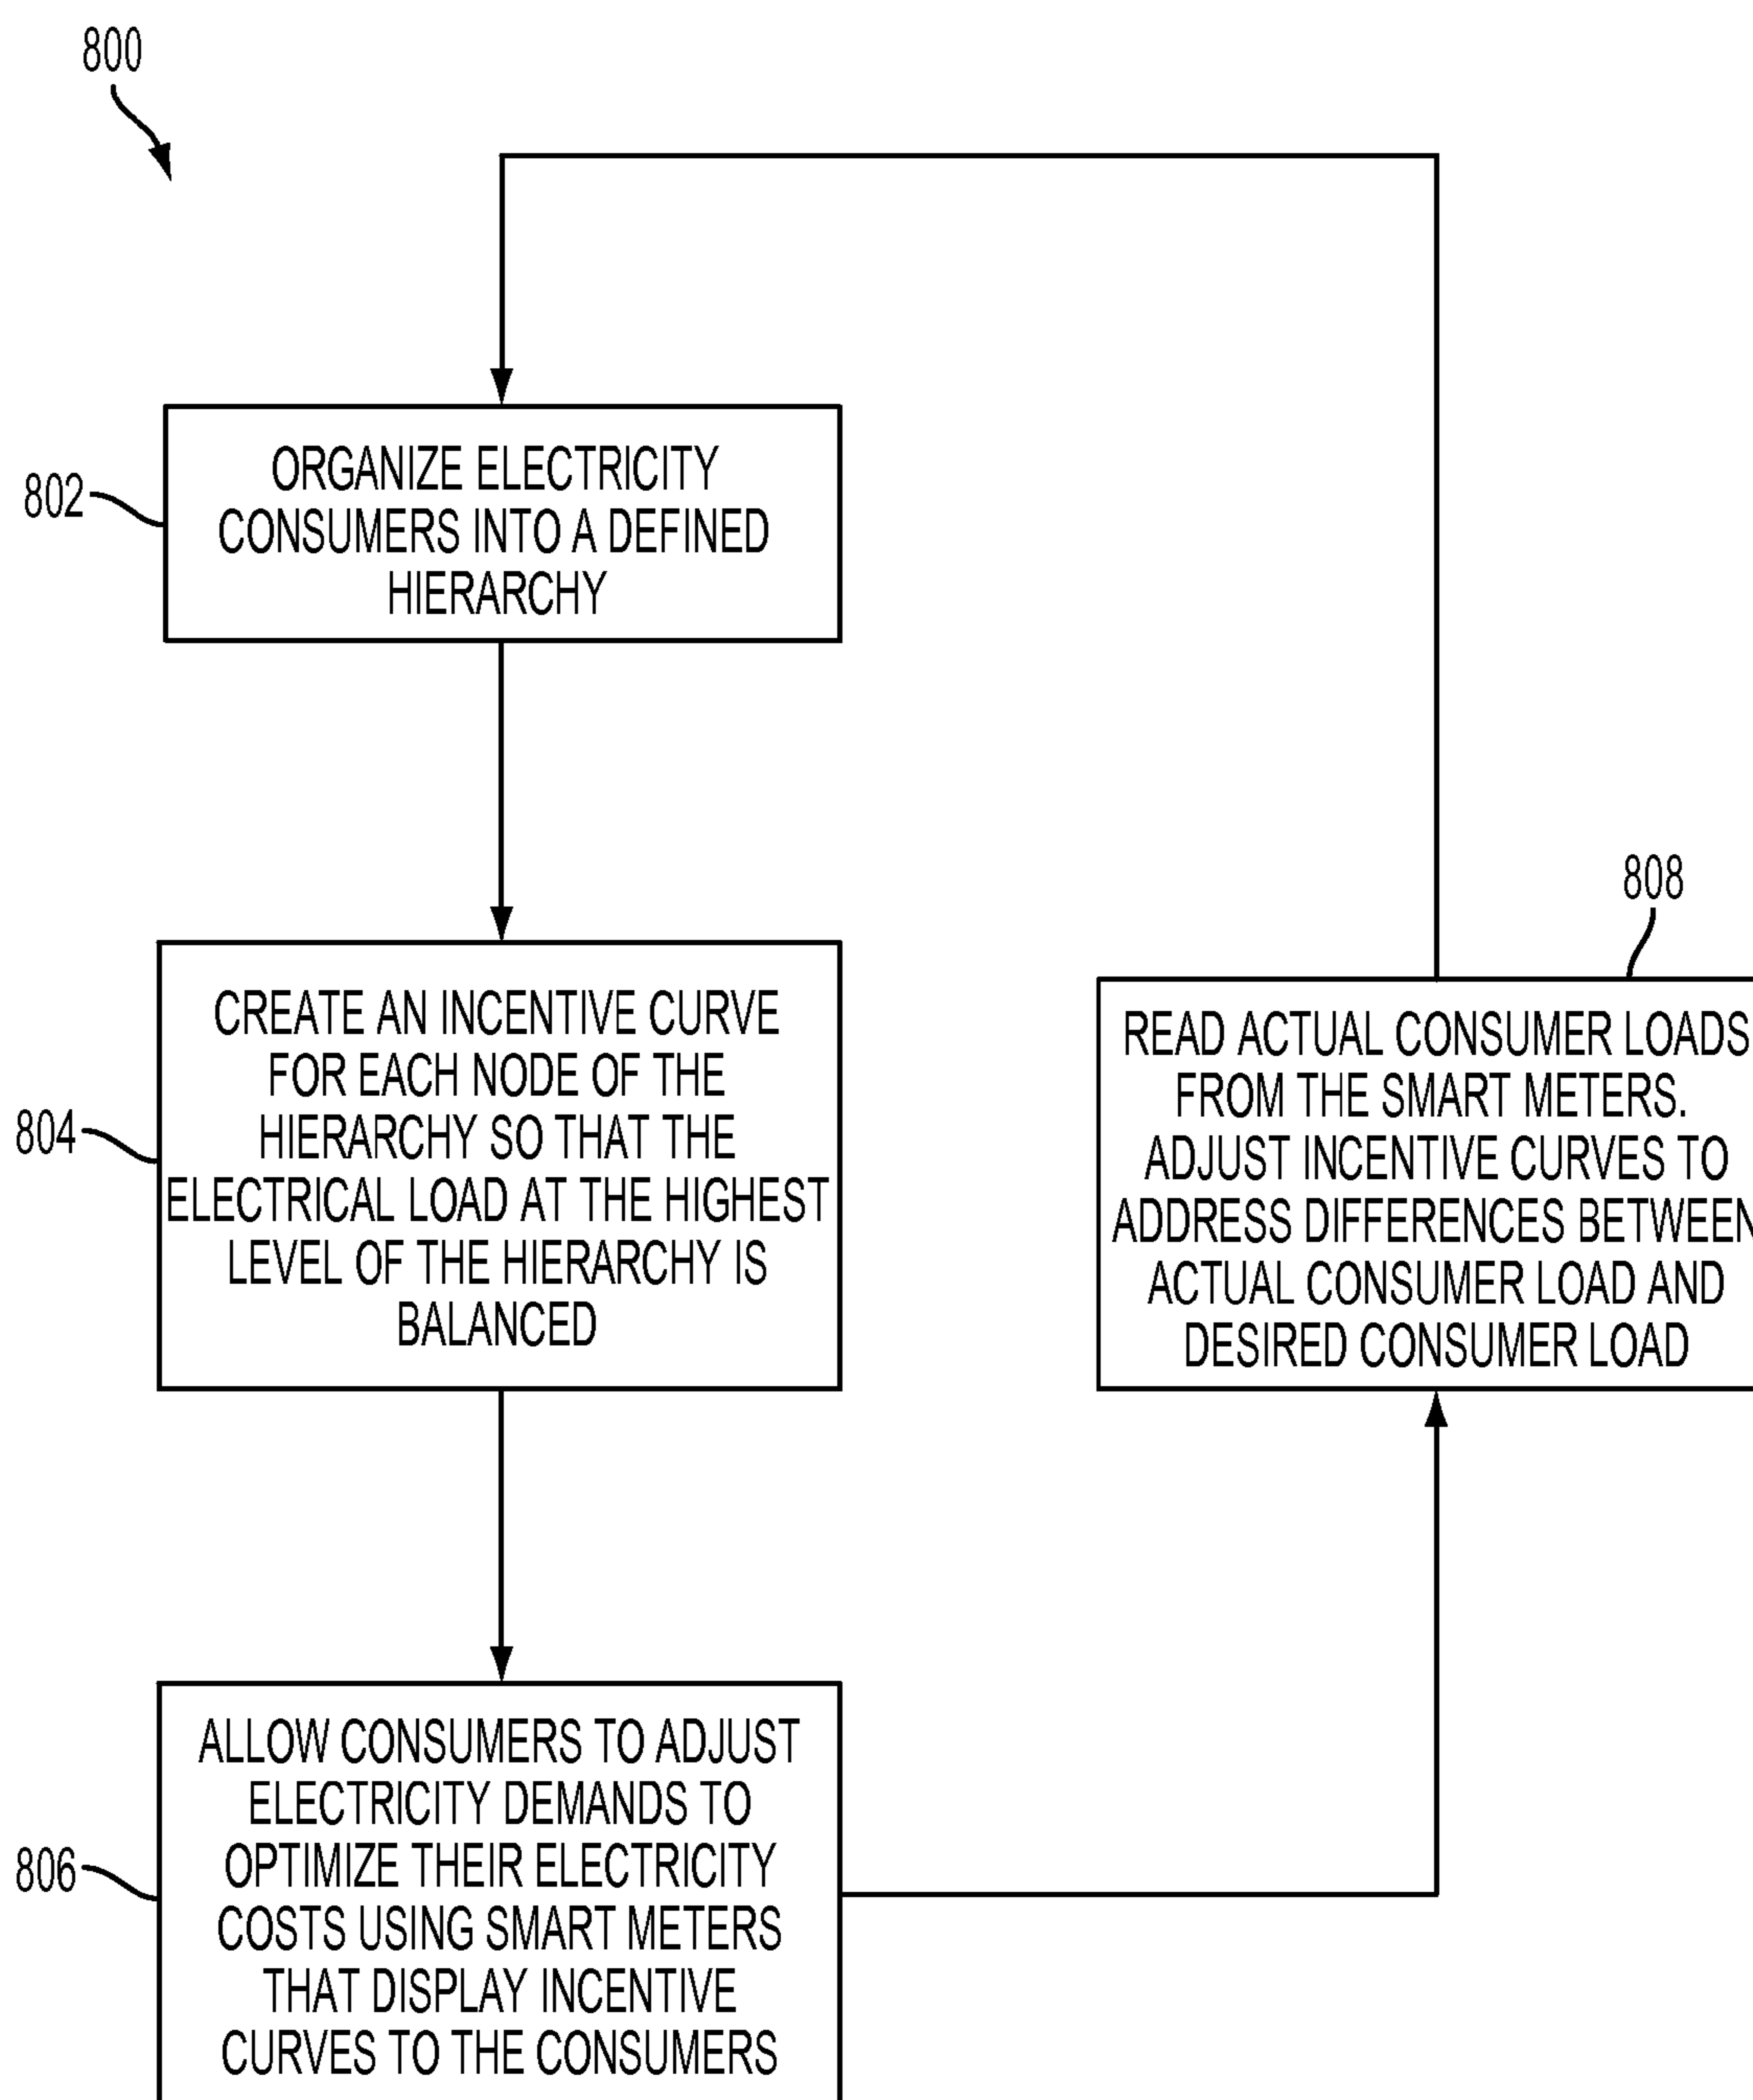 800
802
ORGANIZE ELECTRICITY
CONSUMERS INTO A DEFINED
HIERARCHY
804
CREATE AN INCENTIVE CURVE
FOR EACH NODE OF THE
HIERARCHY SO THAT THE
ELECTRICAL LOAD AT THE HIGHEST
LEVEL OF THE HIERARCHY IS
BALANCED
806
ALLOW CONSUMERS TO ADJUST
ELECTRICITY DEMANDS TO
OPTIMIZE THEIR ELECTRICITY
COSTS USING SMART METERS
THAT DISPLAY INCENTIVE
CURVES TO THE CONSUMERS
808
READ ACTUAL CONSUMER LOADS
FROM THE SMART METERS.
ADJUST INCENTIVE CURVES TO
ADDRESS DIFFERENCES BETWEEN
ACTUAL CONSUMER LOAD AND
DESIRED CONSUMER LOAD